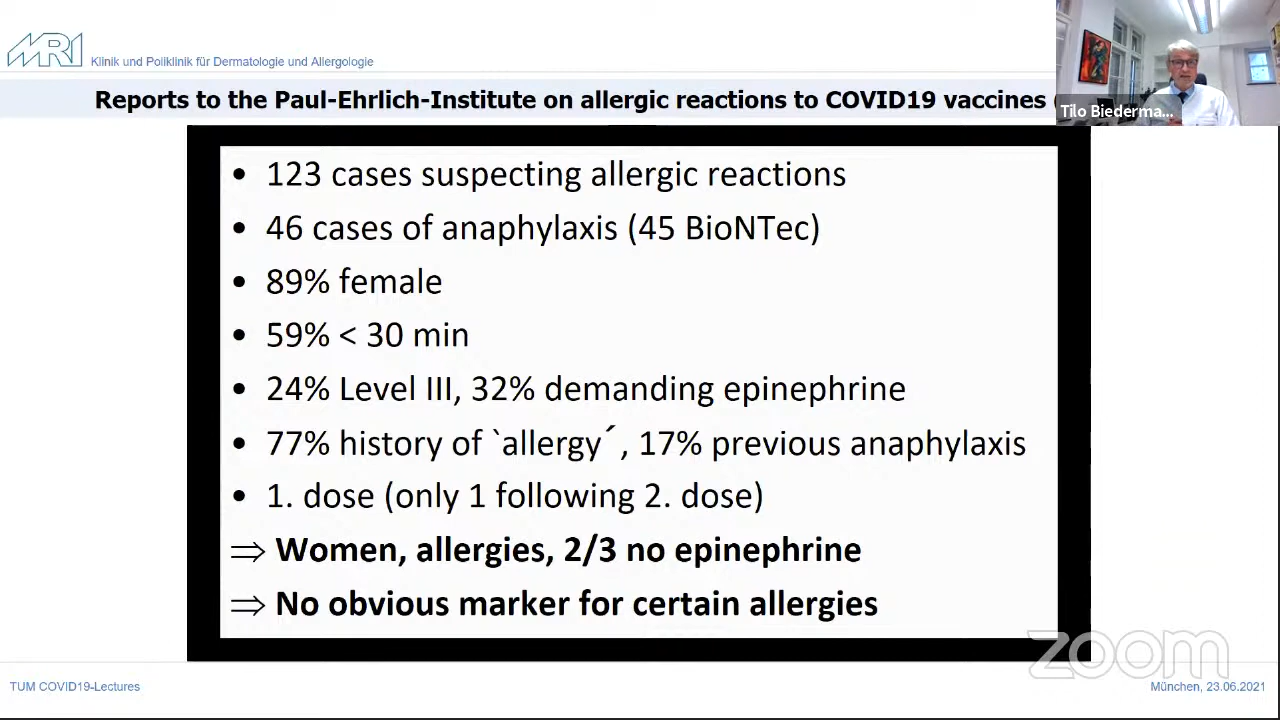 MRI Klinik und Poliklinik für Dermatologie und Allergologie
Reports to the Paul-Ehrlich-Institute on allergic reactions to COVID19 vaccines (
Tilo Biederma...
• 123 cases suspecting allergic reactions
• 46 cases of anaphylaxis (45 BioNTec)
• 89% female
• 59% < 30 min
• 24% Level III, 32% demanding epinephrine
• 77% history of `allergy´, 17% previous anaphylaxis
• 1. dose (only 1 following 2. dose)
⇒ Women, allergies, 2/3 no epinephrine
⇒ No obvious marker for certain allergies
zoom
TUM COVID19-Lectures
München, 23.06.2021